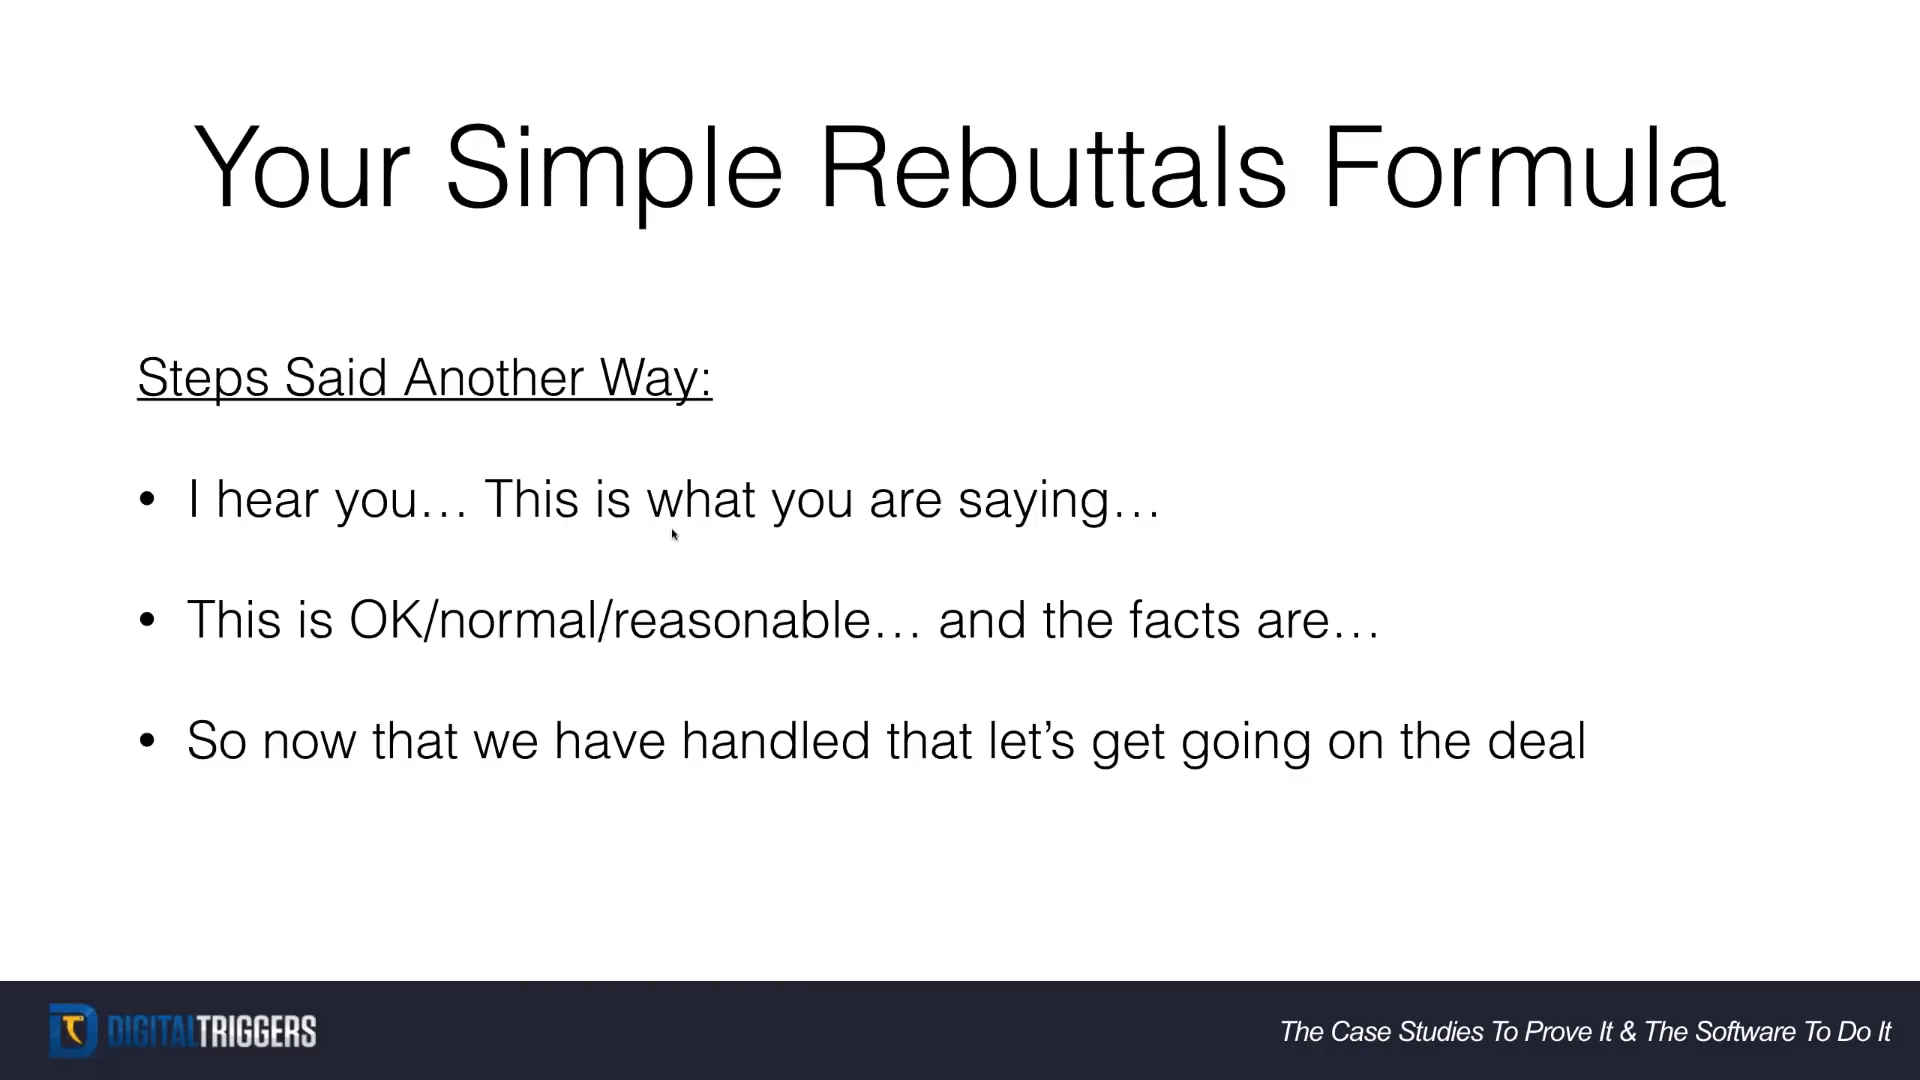 Your Simple Rebuttals Formula
Steps Said Another Way:
• I hear you… This is what you are saying…
• This is OK/normal/reasonable… and the facts are…
• So now that we have handled that let’s get going on the deal
DIGITALTRIGGERS
The Case Studies To Prove It & The Software To Do It